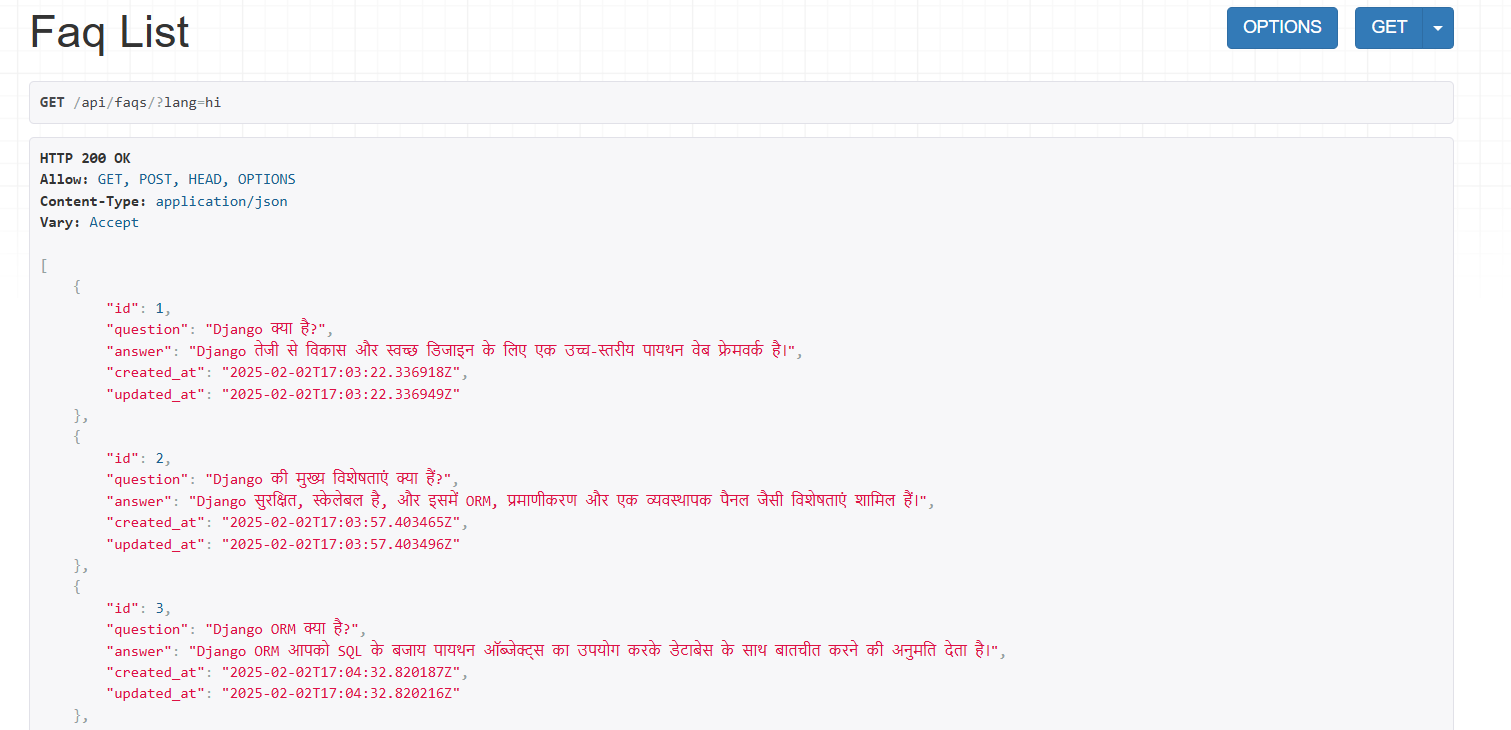 Faq List
OPTIONS
GET
GET /api/faqs/?lang=hi
HTTP 200 OK
Allow: GET, POST, HEAD, OPTIONS
Content-Type: application/json
Vary: Accept
[
    {
        "id": 1,
        "question": "Django क्या है?",
        "answer": "Django तेजी से विकास और स्वच्छ डिजाइन के लिए एक उच्च-स्तरीय पायथन वेब फ्रेमवर्क है।",
        "created_at": "2025-02-02T17:03:22.336918Z",
        "updated_at": "2025-02-02T17:03:22.336949Z"
    },
    {
        "id": 2,
        "question": "Django की मुख्य विशेषताएं क्या हैं?",
        "answer": "Django सुरक्षित, स्केलेबल है, और इसमें ORM, प्रमाणीकरण और एक व्यवस्थापक पैनल जैसी विशेषताएं शामिल हैं।",
        "created_at": "2025-02-02T17:03:57.403465Z",
        "updated_at": "2025-02-02T17:03:57.403496Z"
    },
    {
        "id": 3,
        "question": "Django ORM क्या है?",
        "answer": "Django ORM आपको SQL के बजाय पायथन ऑब्जेक्ट्स का उपयोग करके डेटाबेस के साथ बातचीत करने की अनुमति देता है।",
        "created_at": "2025-02-02T17:04:32.820187Z",
        "updated_at": "2025-02-02T17:04:32.820216Z"
    },